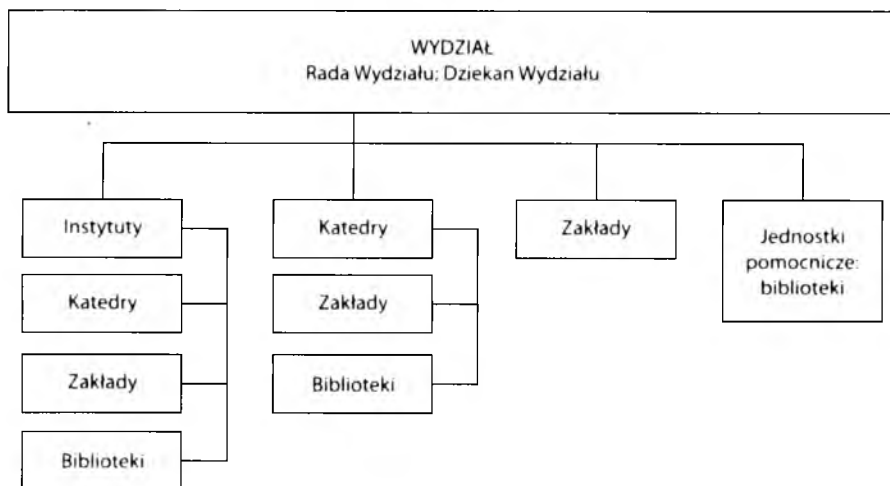 WYDZIAŁ
Rada Wydziału; Dziekan Wydziału
Instytuty
Katedry
Zakłady
Biblioteki
Katedry
Zakłady
Biblioteki
Zakłady
Jednostki
pomocnicze:
biblioteki